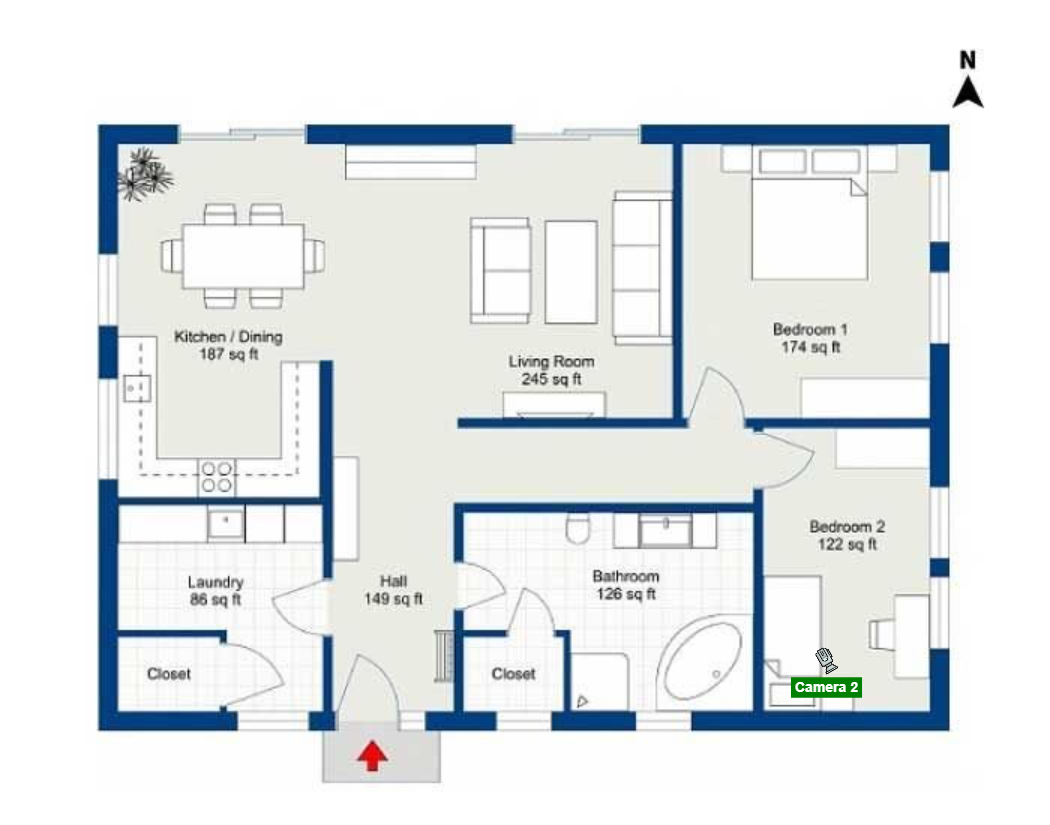 N
Kitchen / Dining
187 sq ft
Living Room
245 sq ft
Bedroom 1
174 sq ft
Bedroom 2
122 sq ft
Laundry
86 sq ft
Hall
149 sq ft
Bathroom
126 sq ft
Closet
Closet
Camera 2